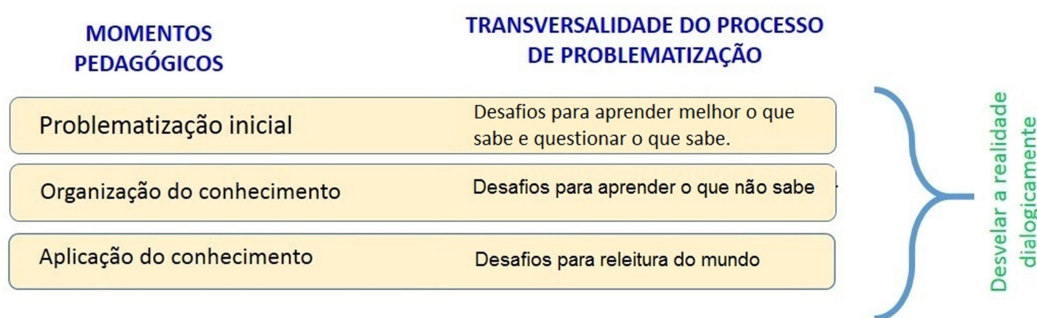 MOMENTOS
PEDAGÓGICOS
TRANSVERSALIDADE DO PROCESSO
DE PROBLEMATIZAÇÃO
Problematização inicial
Desafios para aprender melhor o que
sabe e questionar o que sabe.
Organização do conhecimento
Desafios para aprender o que não sabe
Aplicação do conhecimento
Desafios para releitura do mundo
Desvelar a realidade
dialogicamente